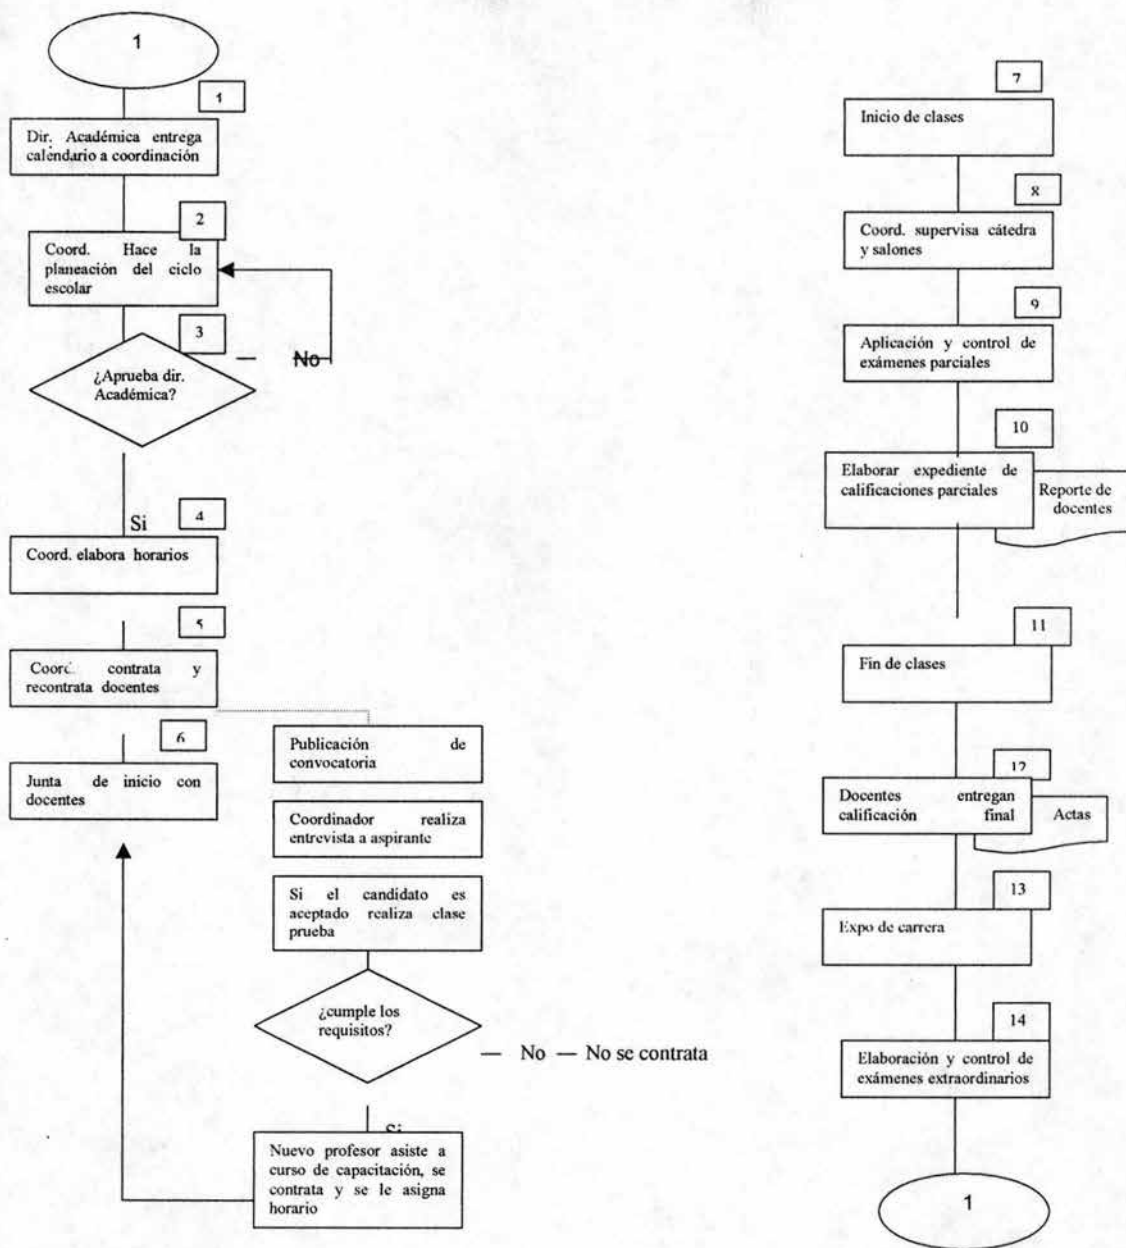 1
1
Dir. Académica entrega
calendario a coordinación
2
Coord. Hace la
planeación del ciclo
escolar
3
No
¿Aprueba dir.
Académica?
Si
4
Coord. elabora horarios
5
Coord. contrata y
recontrata docentes
6
Junta de inicio con
docentes
Publicación de
convocatoria
Coordinador realiza
entrevista a aspirante
Si el candidato es
aceptado realiza clase
prueba
¿cumple los
requisitos?
No — No se contrata
Si
Nuevo profesor asiste a
curso de capacitación, se
contrata y se le asigna
horario
7
Inicio de clases
8
Coord. supervisa cátedra
y salones
9
Aplicación y control de
exámenes parciales
10
Elaborar expediente de
calificaciones parciales
Reporte de
docentes
11
Fin de clases
12
Docentes entregan
calificación final
Actas
13
Expo de carrera
14
Elaboración y control de
exámenes extraordinarios
1